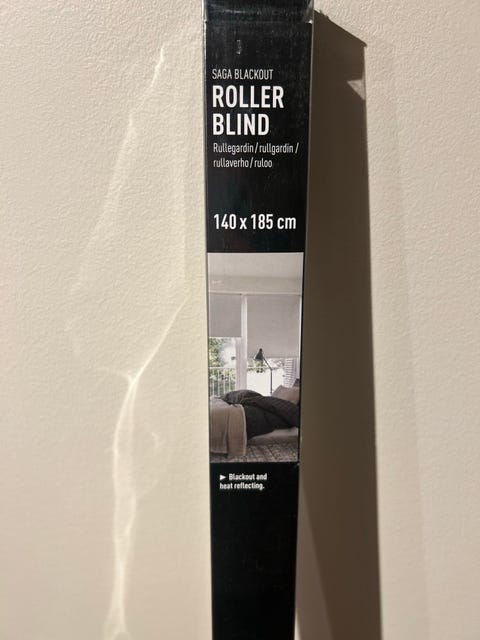 SAGA BLACKOUT
ROLLER
BLIND
Rullegardin / rullgardin /
rullaverho / ruloo
140 x 185 cm
► Blackout and
heat reflecting.